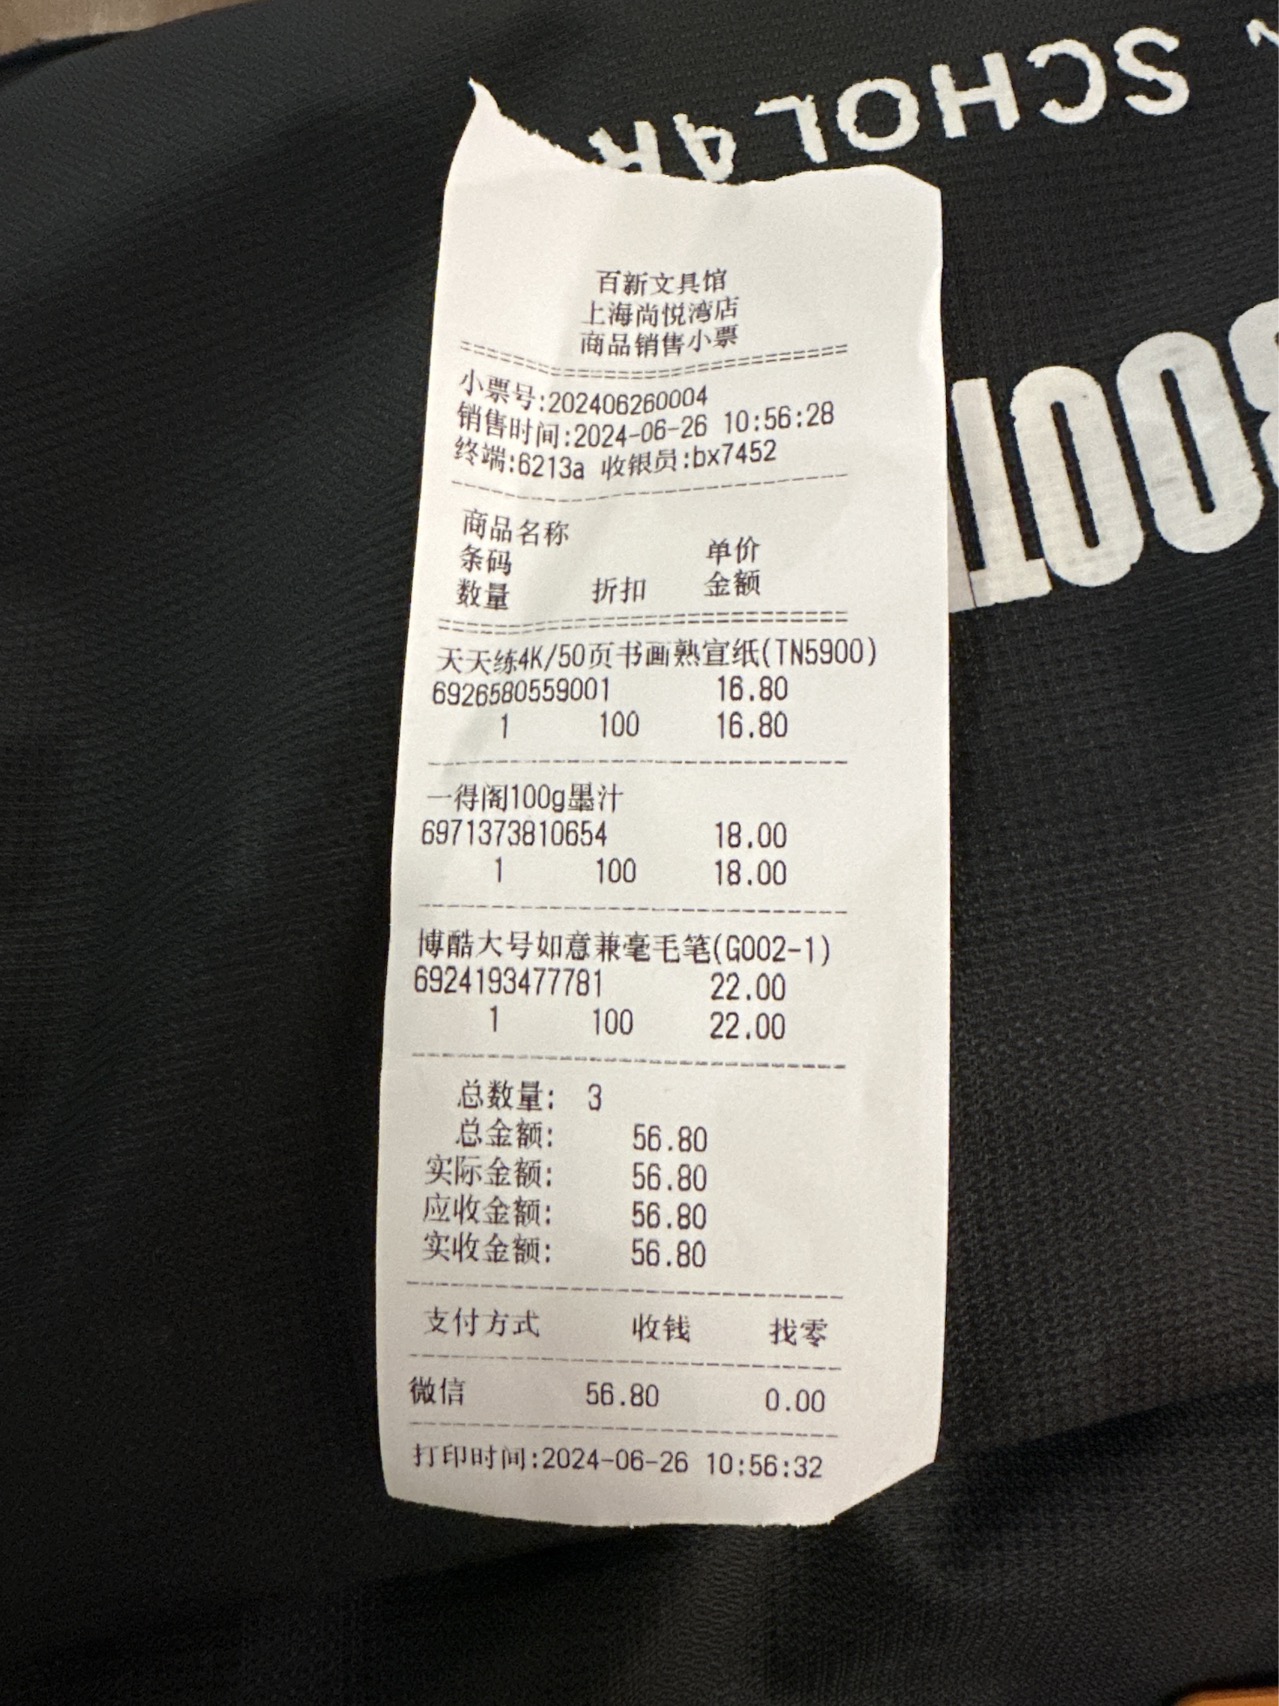 百新文具馆
上海尚悦湾店
商品销售小票
小票号:202406260004
销售时间:2024-06-26 10:56:28
终端:6213a 收银员:bx7452
商品名称
条码 单价
数量 折扣 金额
天天练4K/50页书画熟宣纸(TN5900)
6926580559001 16.80
1 100 16.80
一得阁100g墨汁
6971373810654 18.00
1 100 18.00
博酷大号如意兼毫毛笔(G002-1)
6924193477781 22.00
1 100 22.00
总数量: 3
总金额: 56.80
实际金额: 56.80
应收金额: 56.80
实收金额: 56.80
支付方式 收钱 找零
微信 56.80 0.00
打印时间:2024-06-26 10:56:32